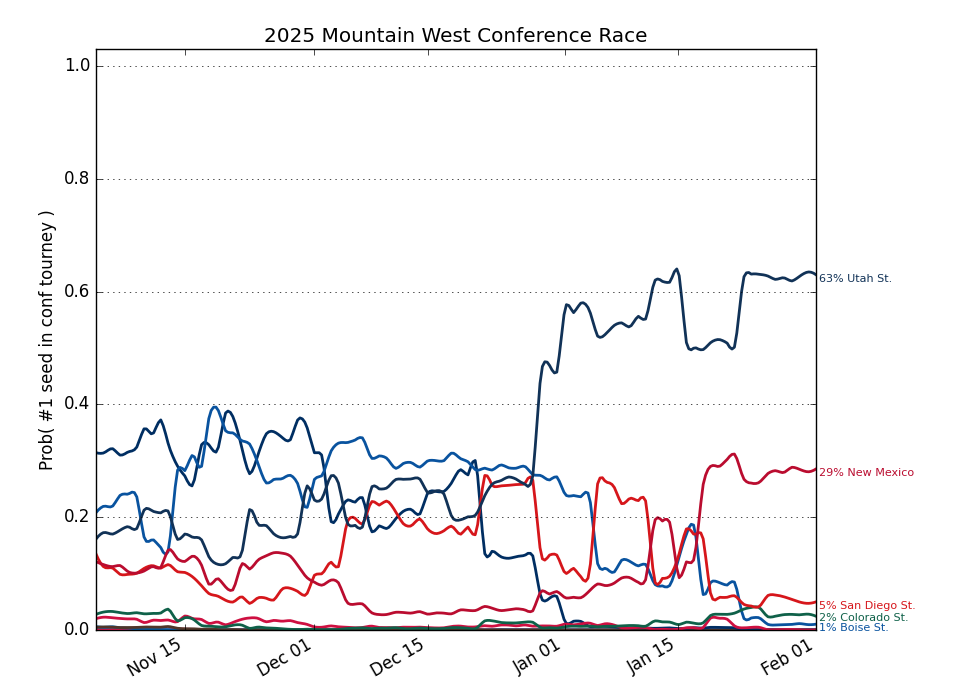 2025 Mountain West Conference Race
Prob( #1 seed in conf tourney )
1.0
0.8
0.6
0.4
0.2
0.0
63% Utah St.
29% New Mexico
5% San Diego St.
2% Colorado St.
1% Boise St.
Nov 15
Dec 01
Dec 15
Jan 01
Jan 15
Feb 01